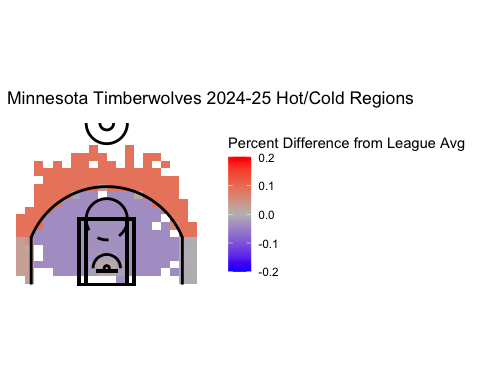 Minnesota Timberwolves 2024-25 Hot/Cold Regions
Percent Difference from League Avg
0.2
0.1
0.0
-0.1
-0.2